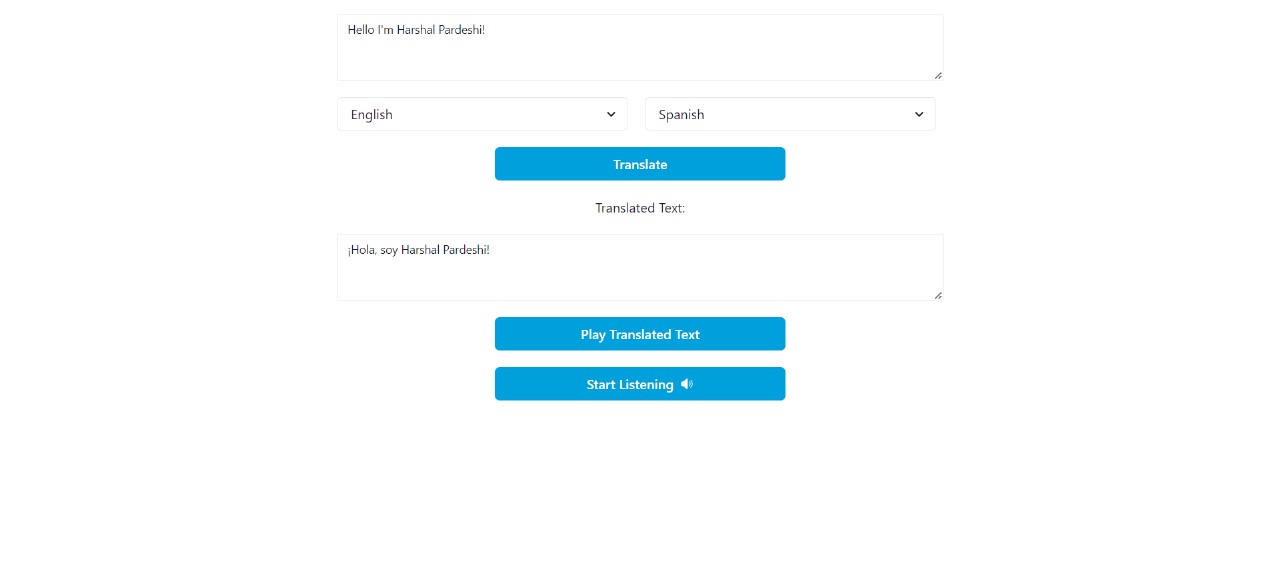 Hello I'm Harshal Pardeshi!
English Spanish
Translate
Translated Text:
¡Hola, soy Harshal Pardeshi!
Play Translated Text
Start Listening